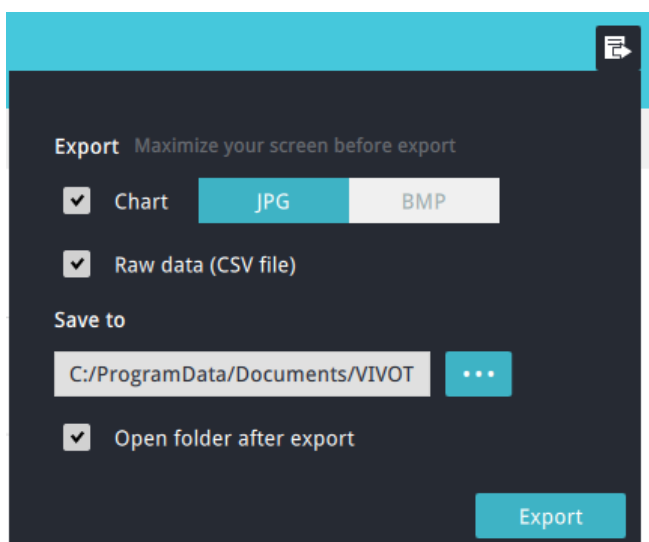 Export Maximize your screen before export
Chart JPG BMP
Raw data (CSV file)
Save to
C:/ProgramData/Documents/VIVOT
Open folder after export
Export